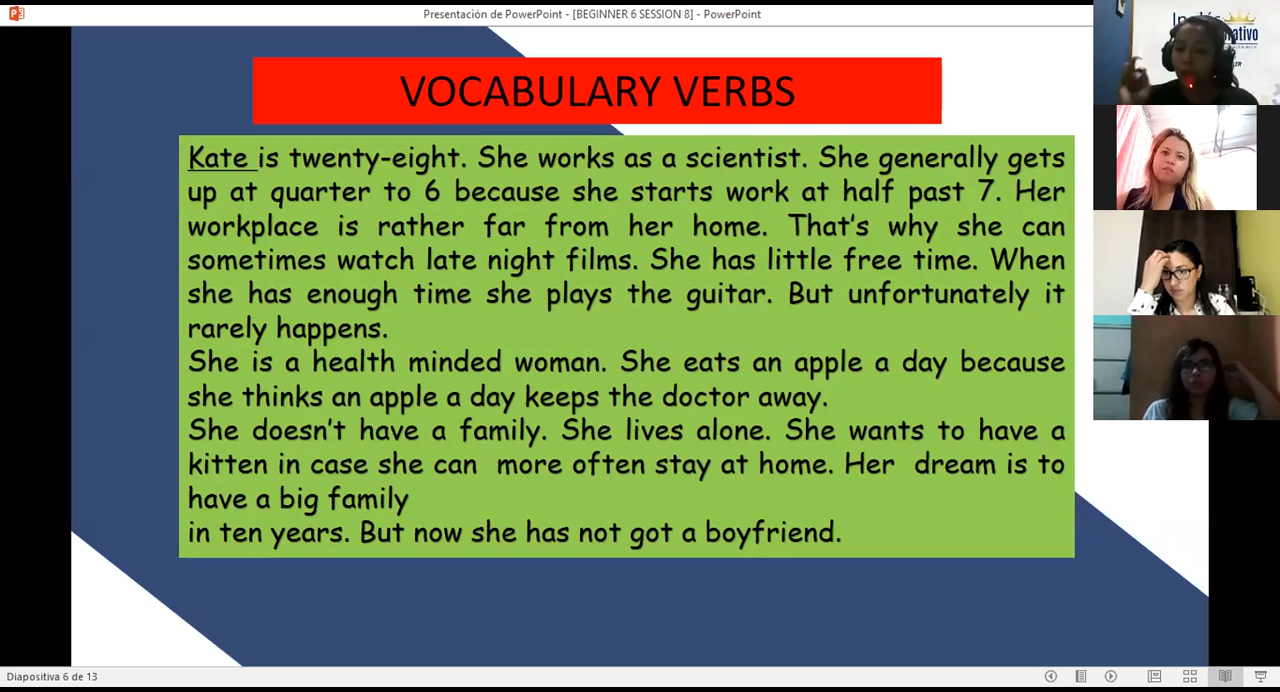 Presentación de PowerPoint - [BEGINNER 6 SESSION 8] - PowerPoint
VOCABULARY VERBS
Kate is twenty-eight. She works as a scientist. She generally gets
up at quarter to 6 because she starts work at half past 7. Her
workplace is rather far from her home. That's why she can
sometimes watch late night films. She has little free time. When
she has enough time she plays the guitar. But unfortunately it
rarely happens.
She is a health minded woman. She eats an apple a day because
she thinks an apple a day keeps the doctor away.
She doesn't have a family. She lives alone. She wants to have a
kitten in case she can more often stay at home. Her dream is to
have a big family
in ten years. But now she has not got a boyfriend.
Diapositiva 6 de 13